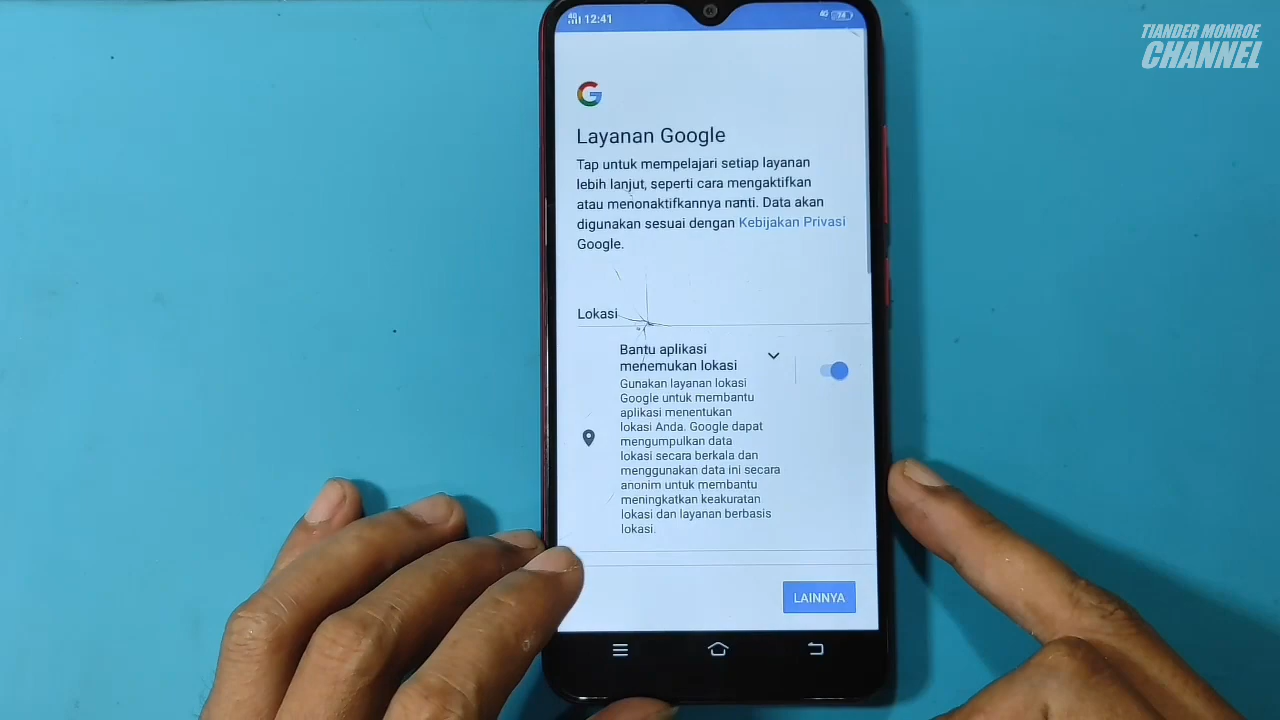 TIANDER MONROE
CHANNEL
4G 12:41
4G 74
G
Layanan Google
Tap untuk mempelajari setiap layanan
lebih lanjut, seperti cara mengaktifkan
atau menonaktifkannya nanti. Data akan
digunakan sesuai dengan Kebijakan Privasi
Google.
Lokasi
Bantu aplikasi
menemukan lokasi
Gunakan layanan lokasi
Google untuk membantu
aplikasi menentukan
lokasi Anda. Google dapat
mengumpulkan data
lokasi secara berkala dan
menggunakan data ini secara
anonim untuk membantu
meningkatkan keakuratan
lokasi dan layanan berbasis
lokasi.
LAINNYA